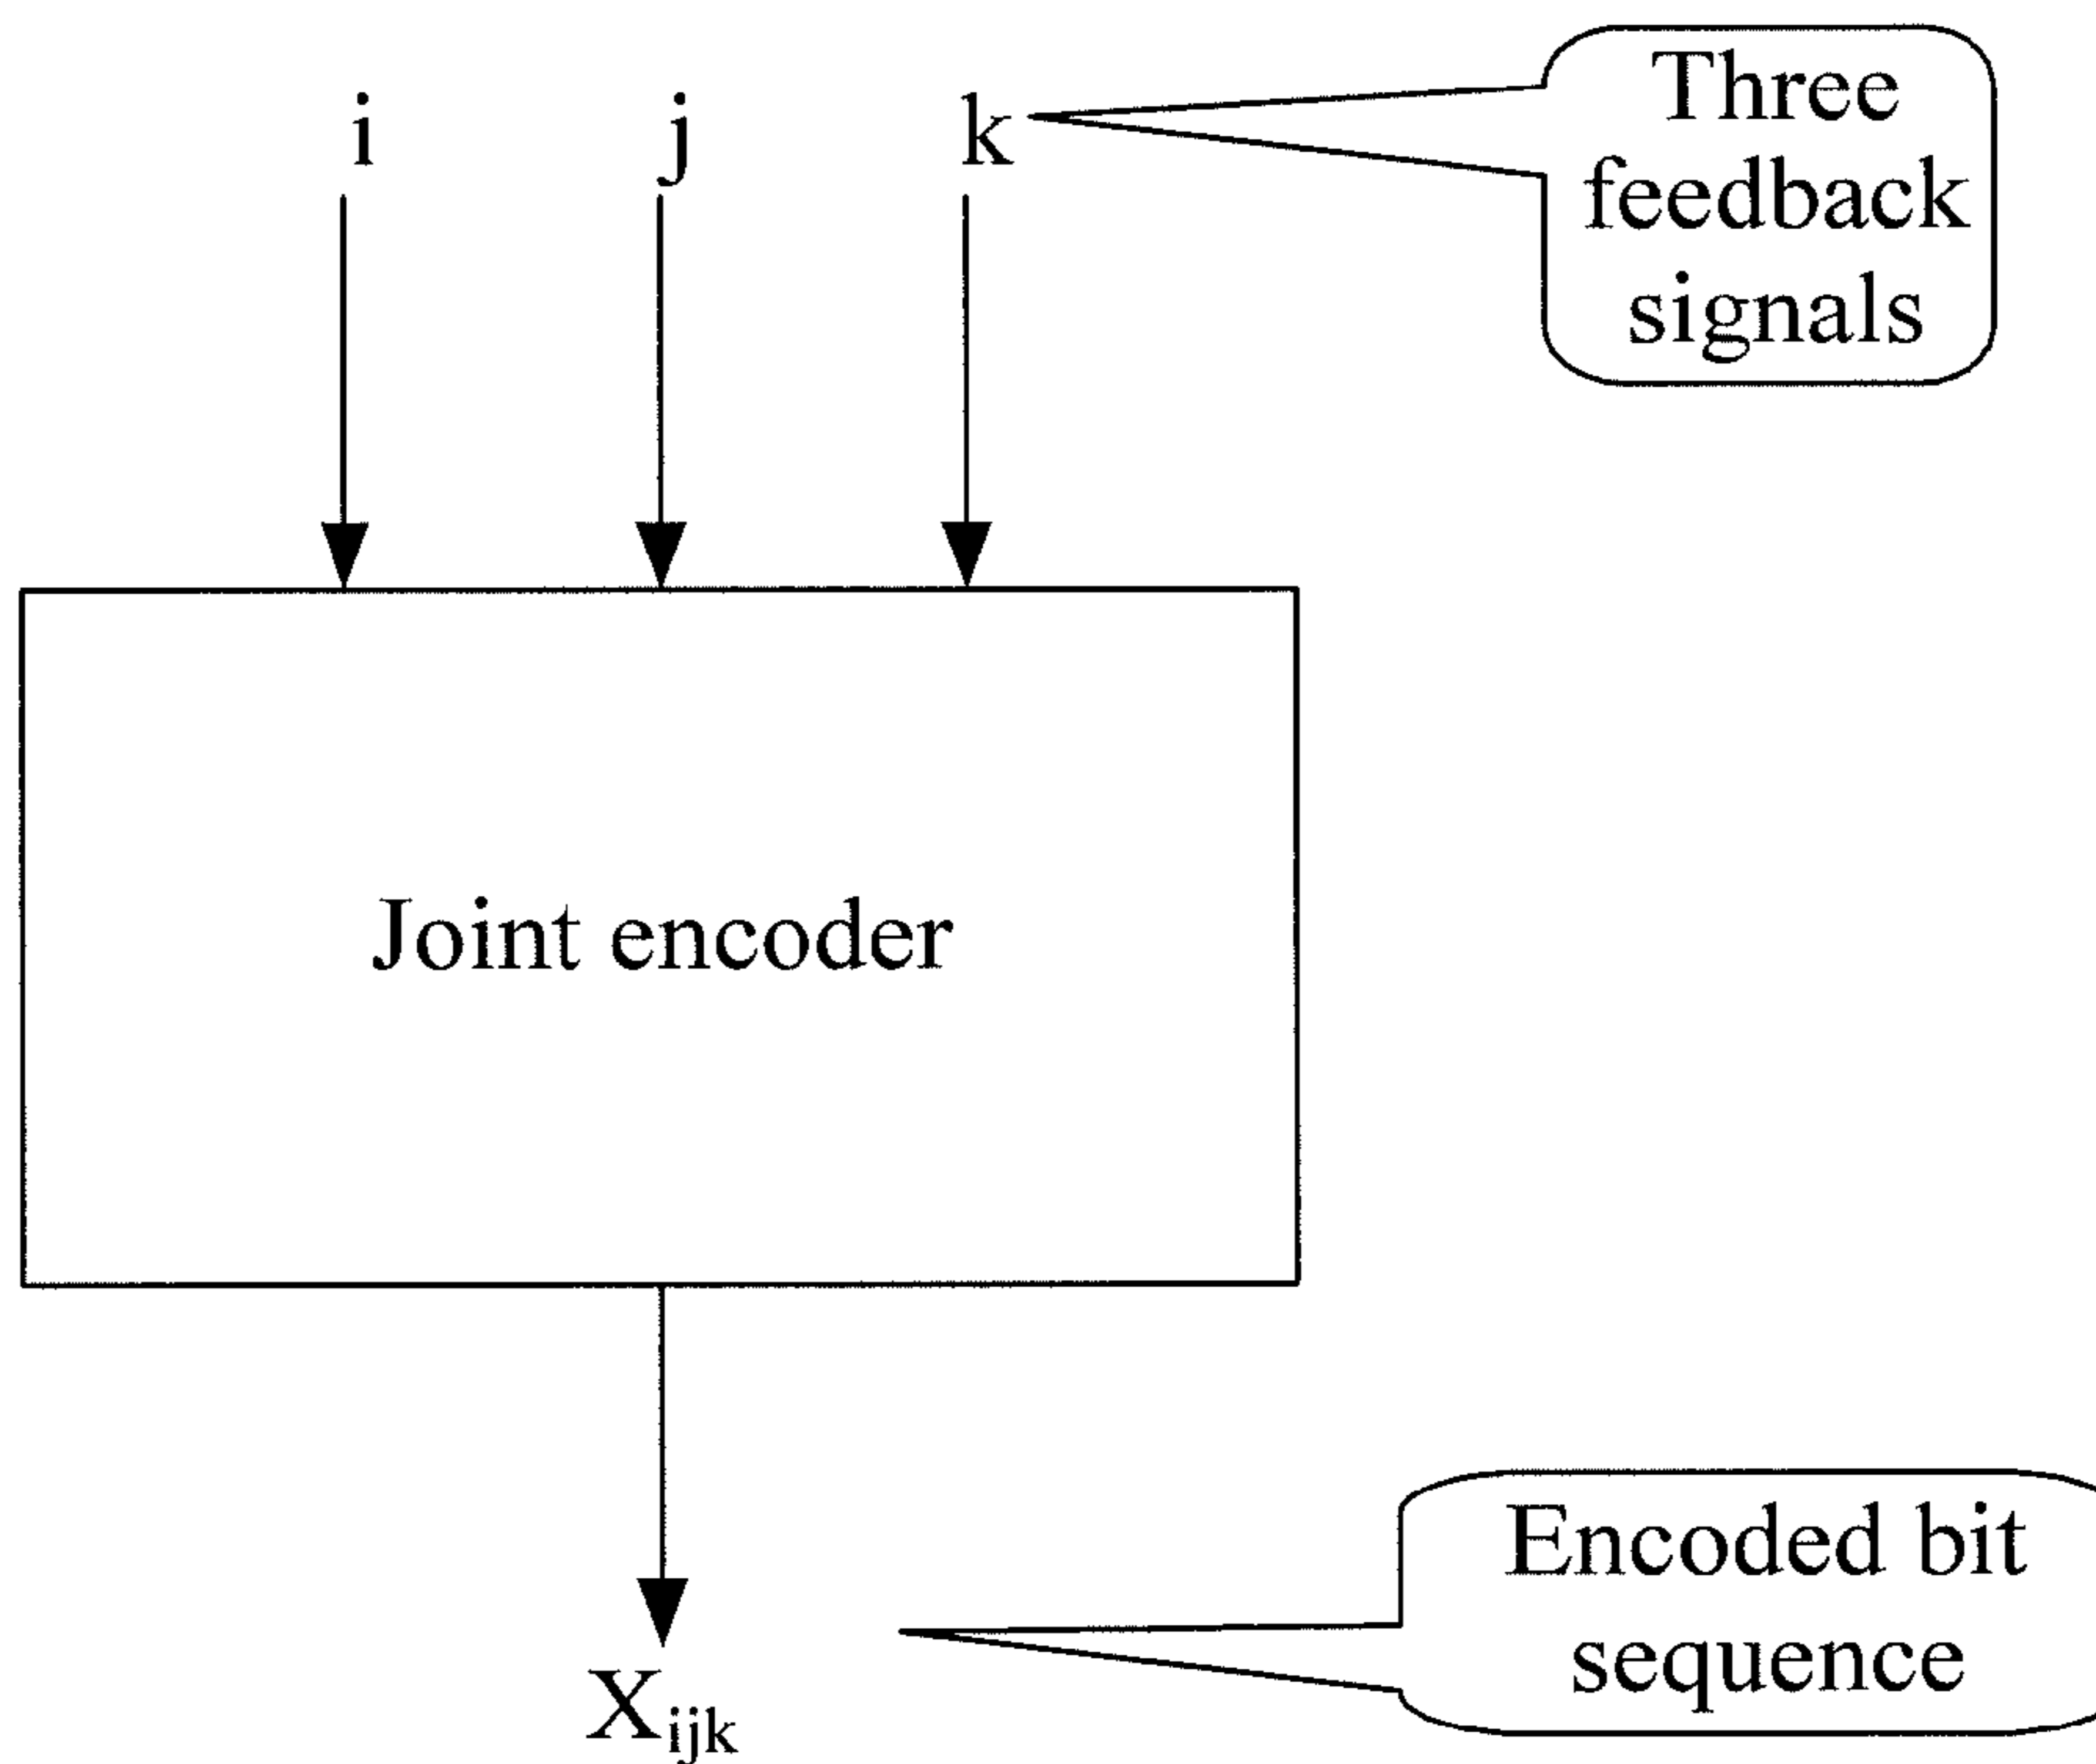 i j k
Three
feedback
signals
Joint encoder
Encoded bit
sequence
Xijk